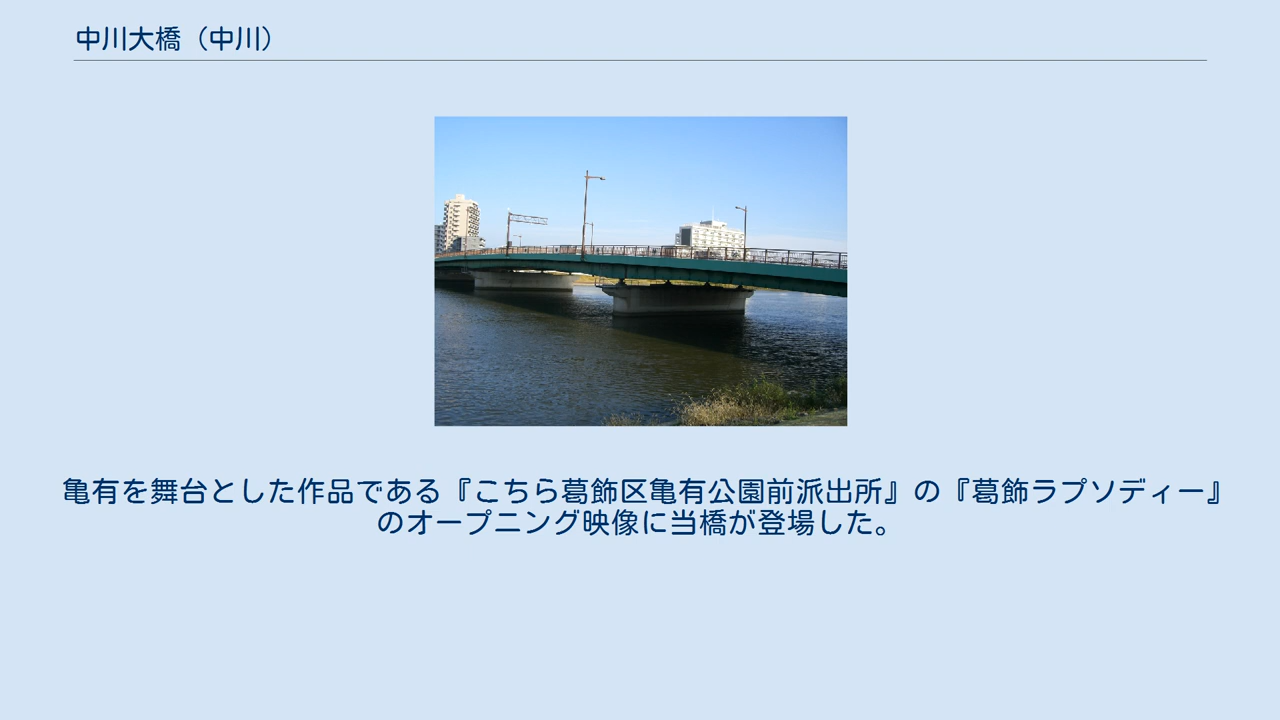 中川大橋（中川）
亀有を舞台とした作品である『こちら葛飾区亀有公園前派出所』の『葛飾ラプソディー』
のオープニング映像に当橋が登場した。